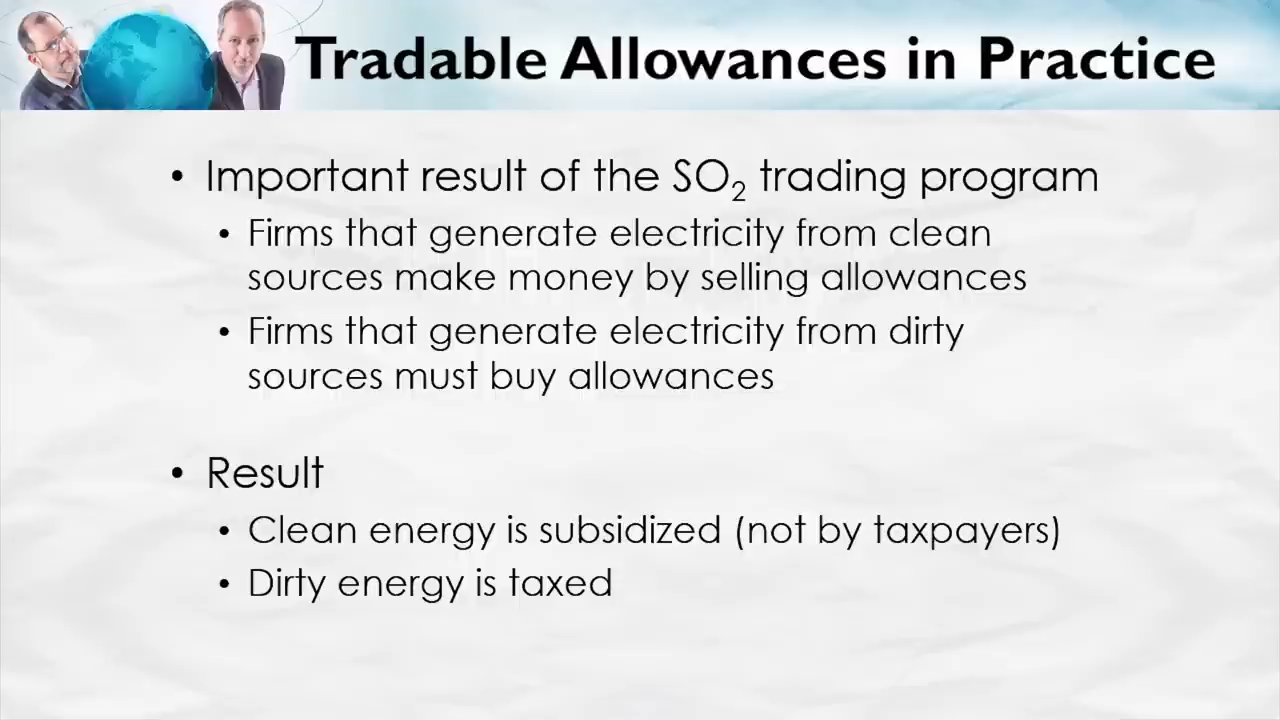 Tradable Allowances in Practice
• Important result of the SO₂ trading program
• Firms that generate electricity from clean
sources make money by selling allowances
• Firms that generate electricity from dirty
sources must buy allowances
• Result
• Clean energy is subsidized (not by taxpayers)
• Dirty energy is taxed